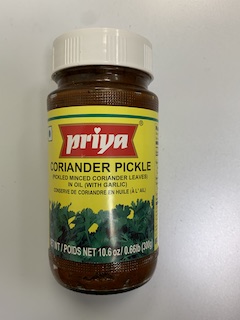 priya
CORIANDER PICKLE
PICKLED MINCED CORIANDER LEAVES
IN OIL (WITH GARLIC)
CONSERVE DE CORIANDRE EN HUILE (À L' AIL)
WT / POIDS NET 10.6 oz/ 0.66lb (300g)